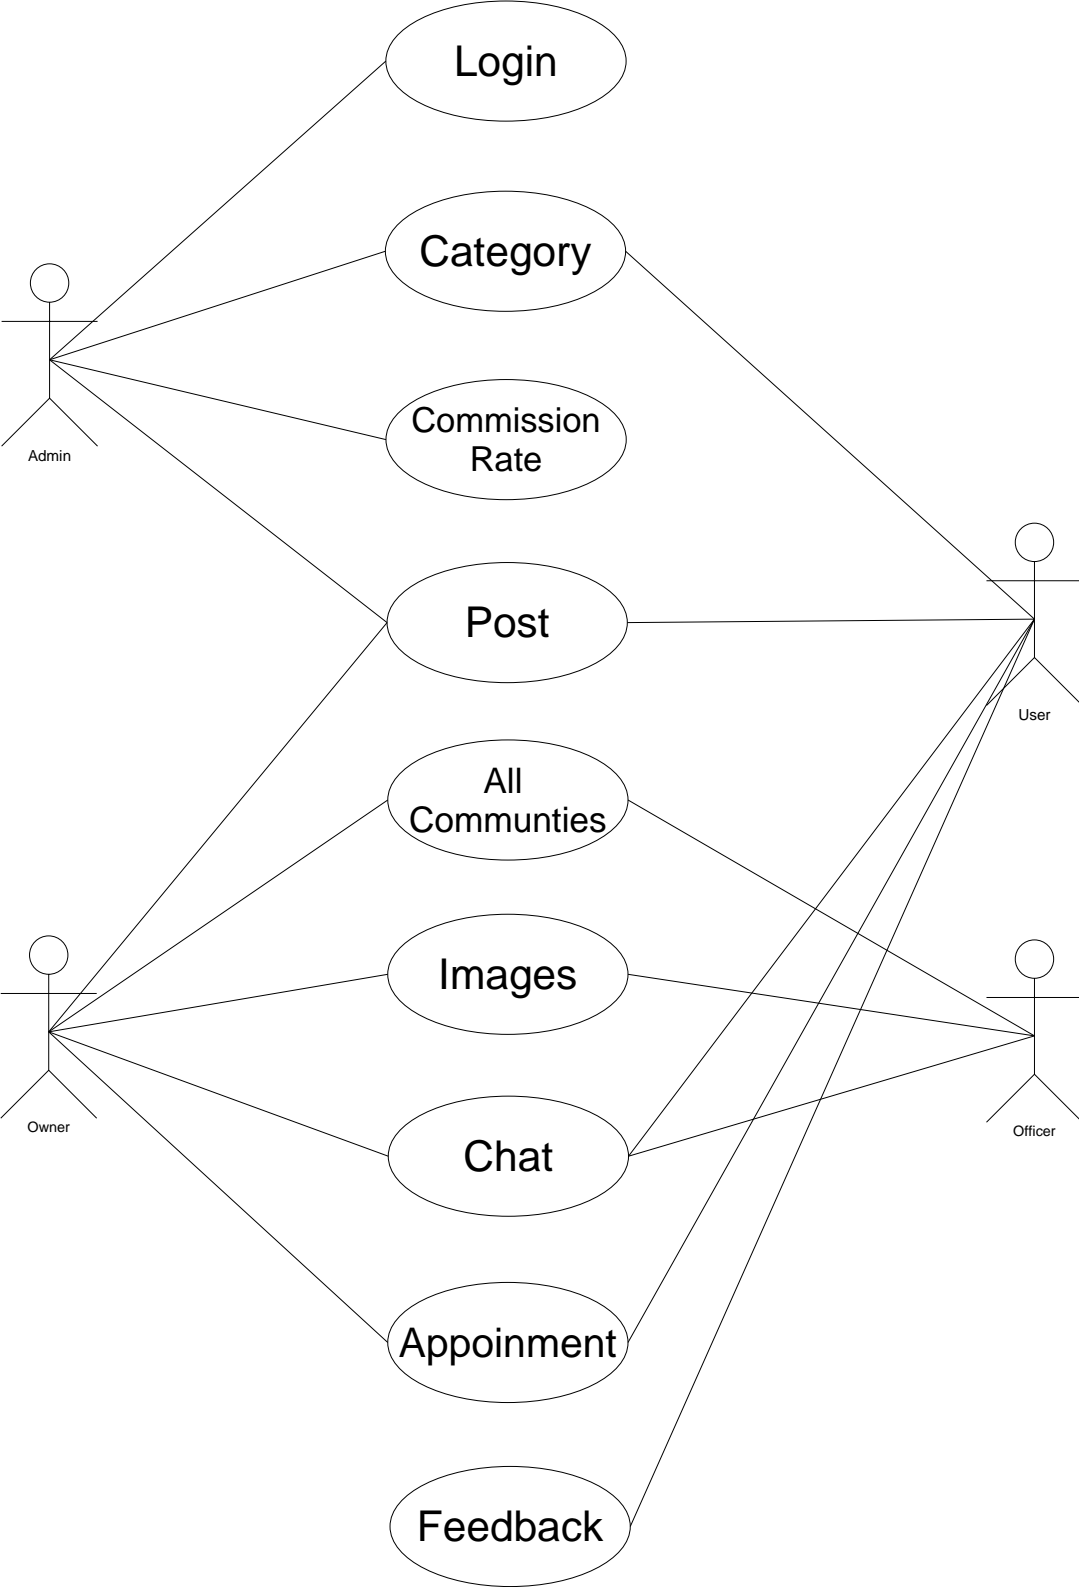 Login
Category
Commission
Rate
Admin
Post
User
All
Communties
Images
Owner
Officer
Chat
Appoinment
Feedback